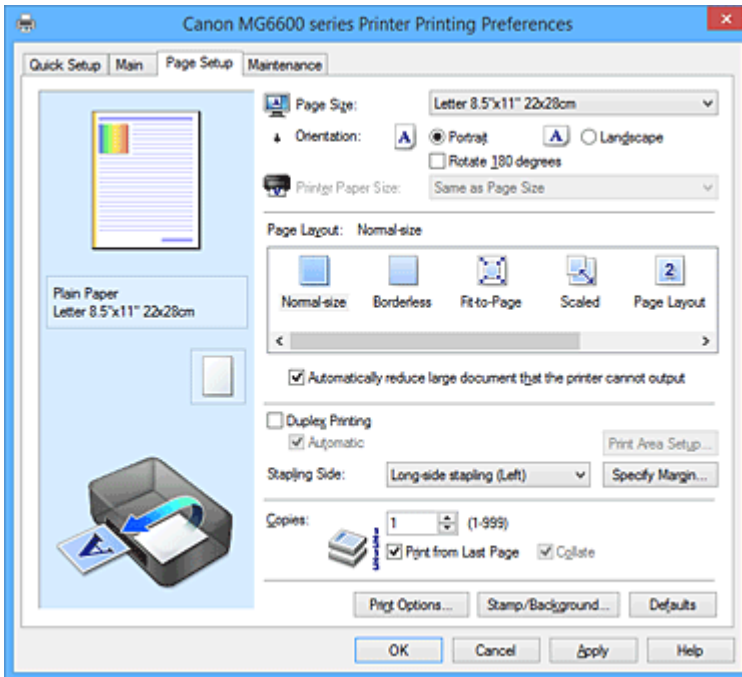 Canon MG6600 series Printer Printing Preferences
Quick Setup Main Page Setup Maintenance
Page Size: Letter 8.5"x11" 22x28cm
Orientation: A Portrait A Landscape
Rotate 180 degrees
Printer Paper Size: Same as Page Size
Page Layout: Normal-size
2
Normal-size Borderless Fit-to-Page Scaled Page Layout
Plain Paper
Letter 8.5"x11" 22x28cm
Automatically reduce large document that the printer cannot output
Duplex Printing
Automatic Print Area Setup...
Stapling Side: Long-side stapling (Left) Specify Margin...
Copies: 1 (1-999)
Print from Last Page Collate
A
Print Options... Stamp/Background... Defaults
OK Cancel Apply Help